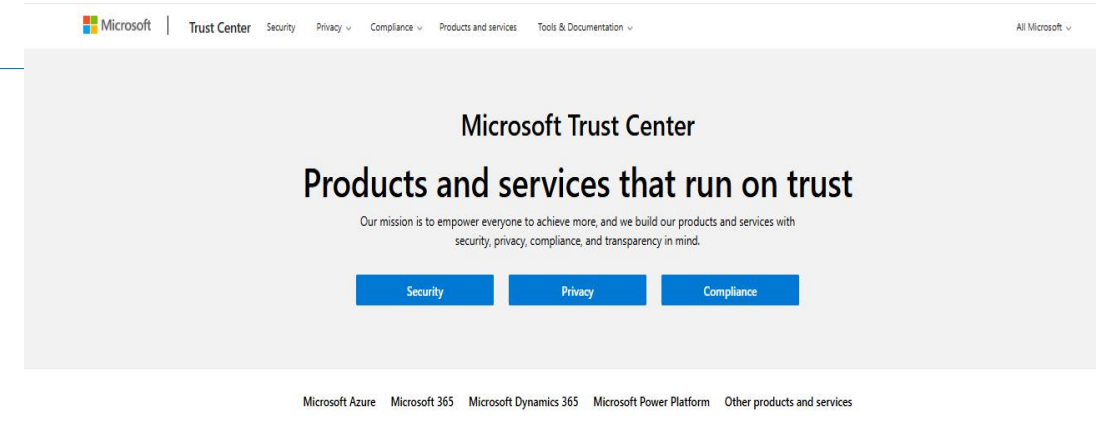 Microsoft Trust Center Security Privacy Compliance Products and services Tools & Documentation All Microsoft
Microsoft Trust Center
Products and services that run on trust
Our mission is to empower everyone to achieve more, and we build our products and services with
security, privacy, compliance, and transparency in mind.
Security Privacy Compliance
Microsoft Azure Microsoft 365 Microsoft Dynamics 365 Microsoft Power Platform Other products and services